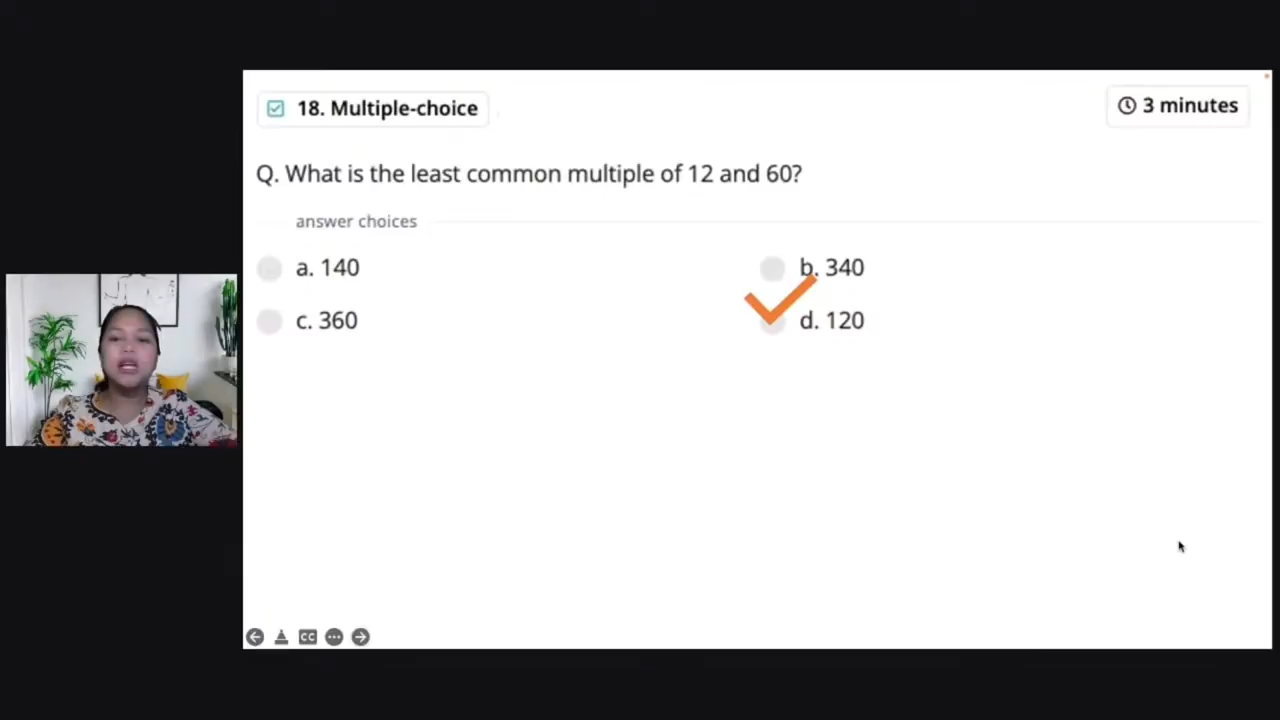 18. Multiple-choice
3 minutes
Q. What is the least common multiple of 12 and 60?
answer choices
a. 140
b. 340
c. 360
d. 120
CC